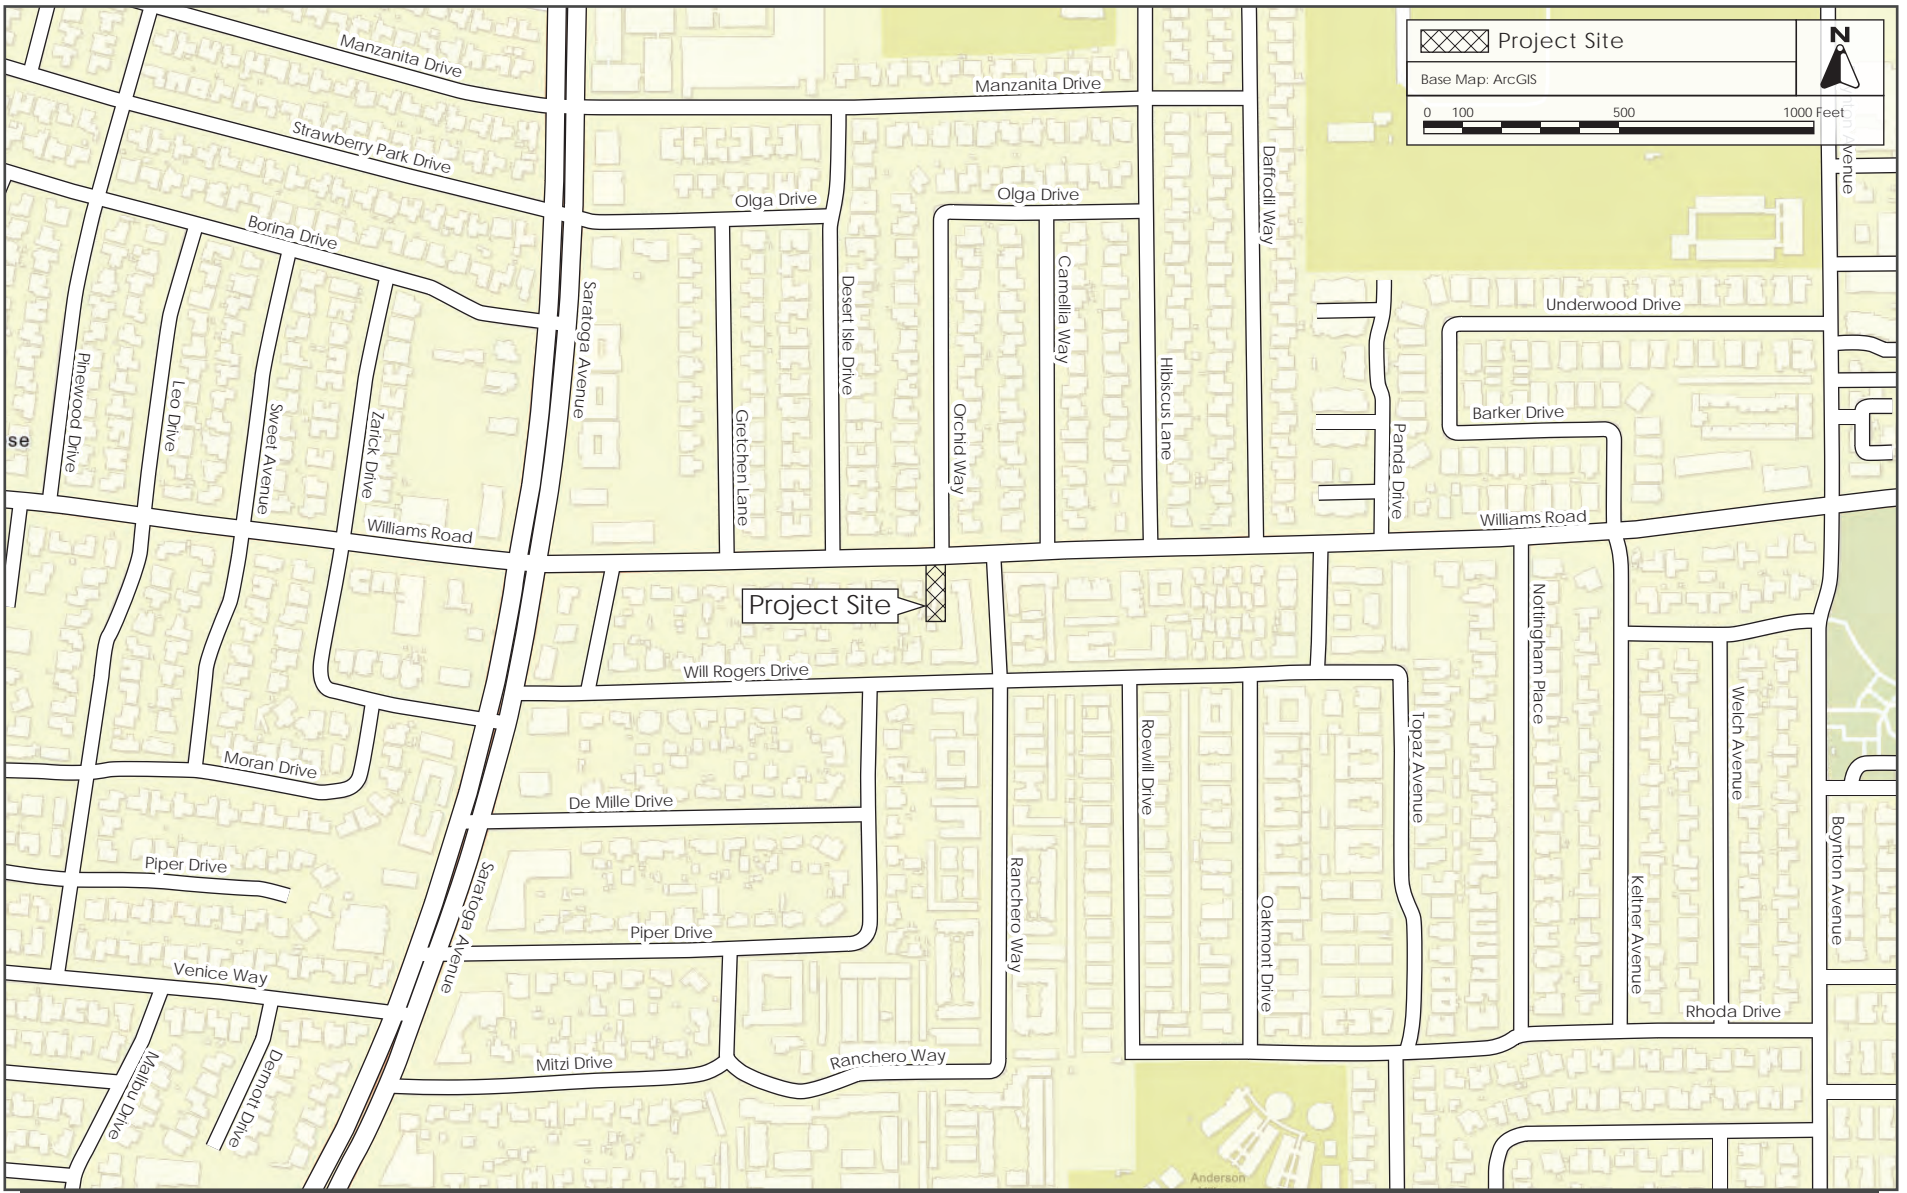 Manzanita Drive
Project Site
N
Base Map: ArcGIS
Manzanita Drive
0 100 500 1000 Feet
Strawberry Park Drive
Daffodil Way
Avenue
Olga Drive
Olga Drive
Borina Drive
Saratoga Avenue
Desert Isle Drive
Camellia Way
Underwood Drive
Pinewood Drive
Leo Drive
Sweet Avenue
Zarick Drive
Gretchen Lane
Orchid Way
Hibiscus Lane
Panda Drive
Barker Drive
se
Williams Road
Williams Road
Project Site
Nottingham Place
Will Rogers Drive
Moran Drive
De Mille Drive
Roewill Drive
Topaz Avenue
Welch Avenue
Piper Drive
Saratoga Avenue
Ranchero Way
Boynton Avenue
Piper Drive
Oakmont Drive
Keltner Avenue
Venice Way
Rhoda Drive
Malibu Drive
Dermott Drive
Mitzi Drive
Ranchero Way
Anderson